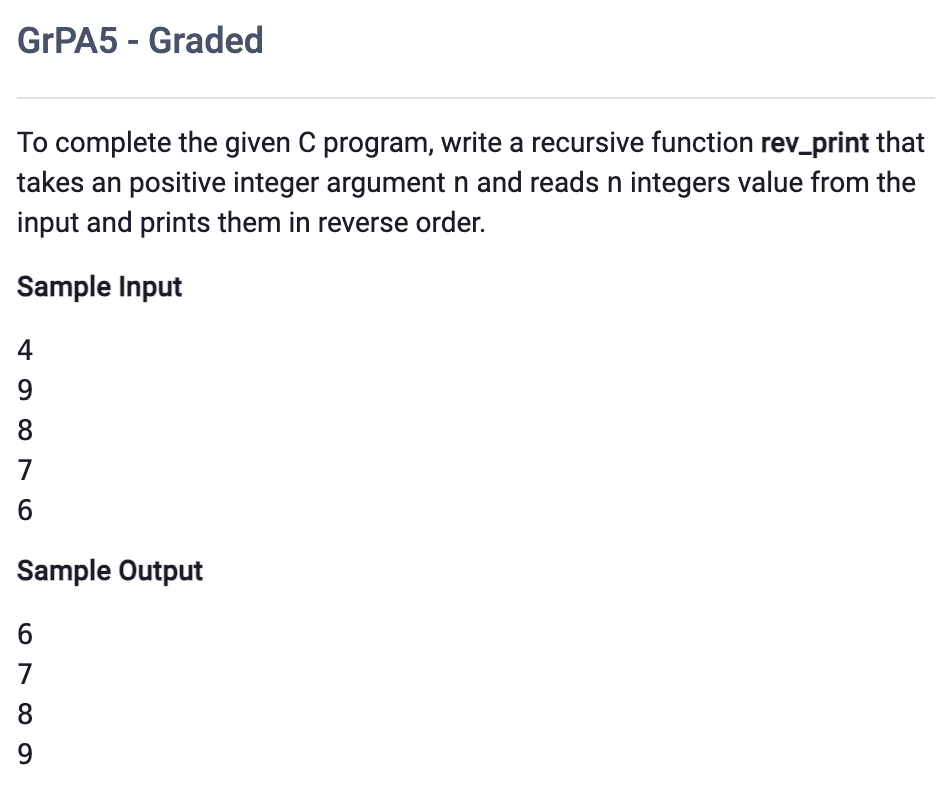 GrPA5 - Graded
To complete the given C program, write a recursive function rev_print that
takes an positive integer argument n and reads n integers value from the
input and prints them in reverse order.
Sample Input
4
9
8
7
6
Sample Output
6
7
8
9